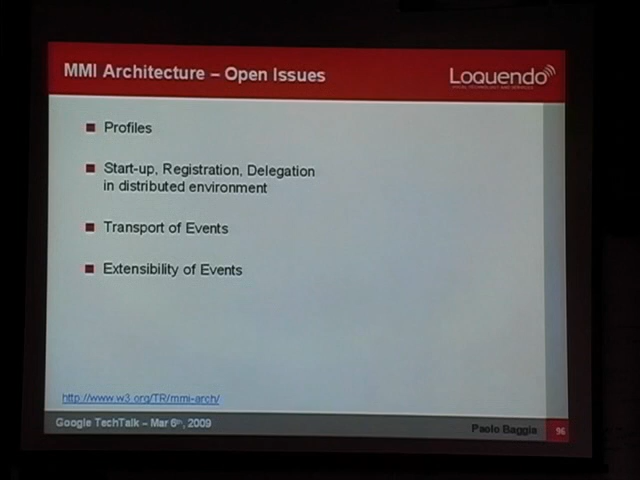 MMI Architecture – Open Issues
Loquendo
Profiles
Start-up, Registration, Delegation
in distributed environment
Transport of Events
Extensibility of Events
http://www.w3.org/TR/mmi-arch/
Google TechTalk – Mar 6th, 2009
Paolo Baggia
96